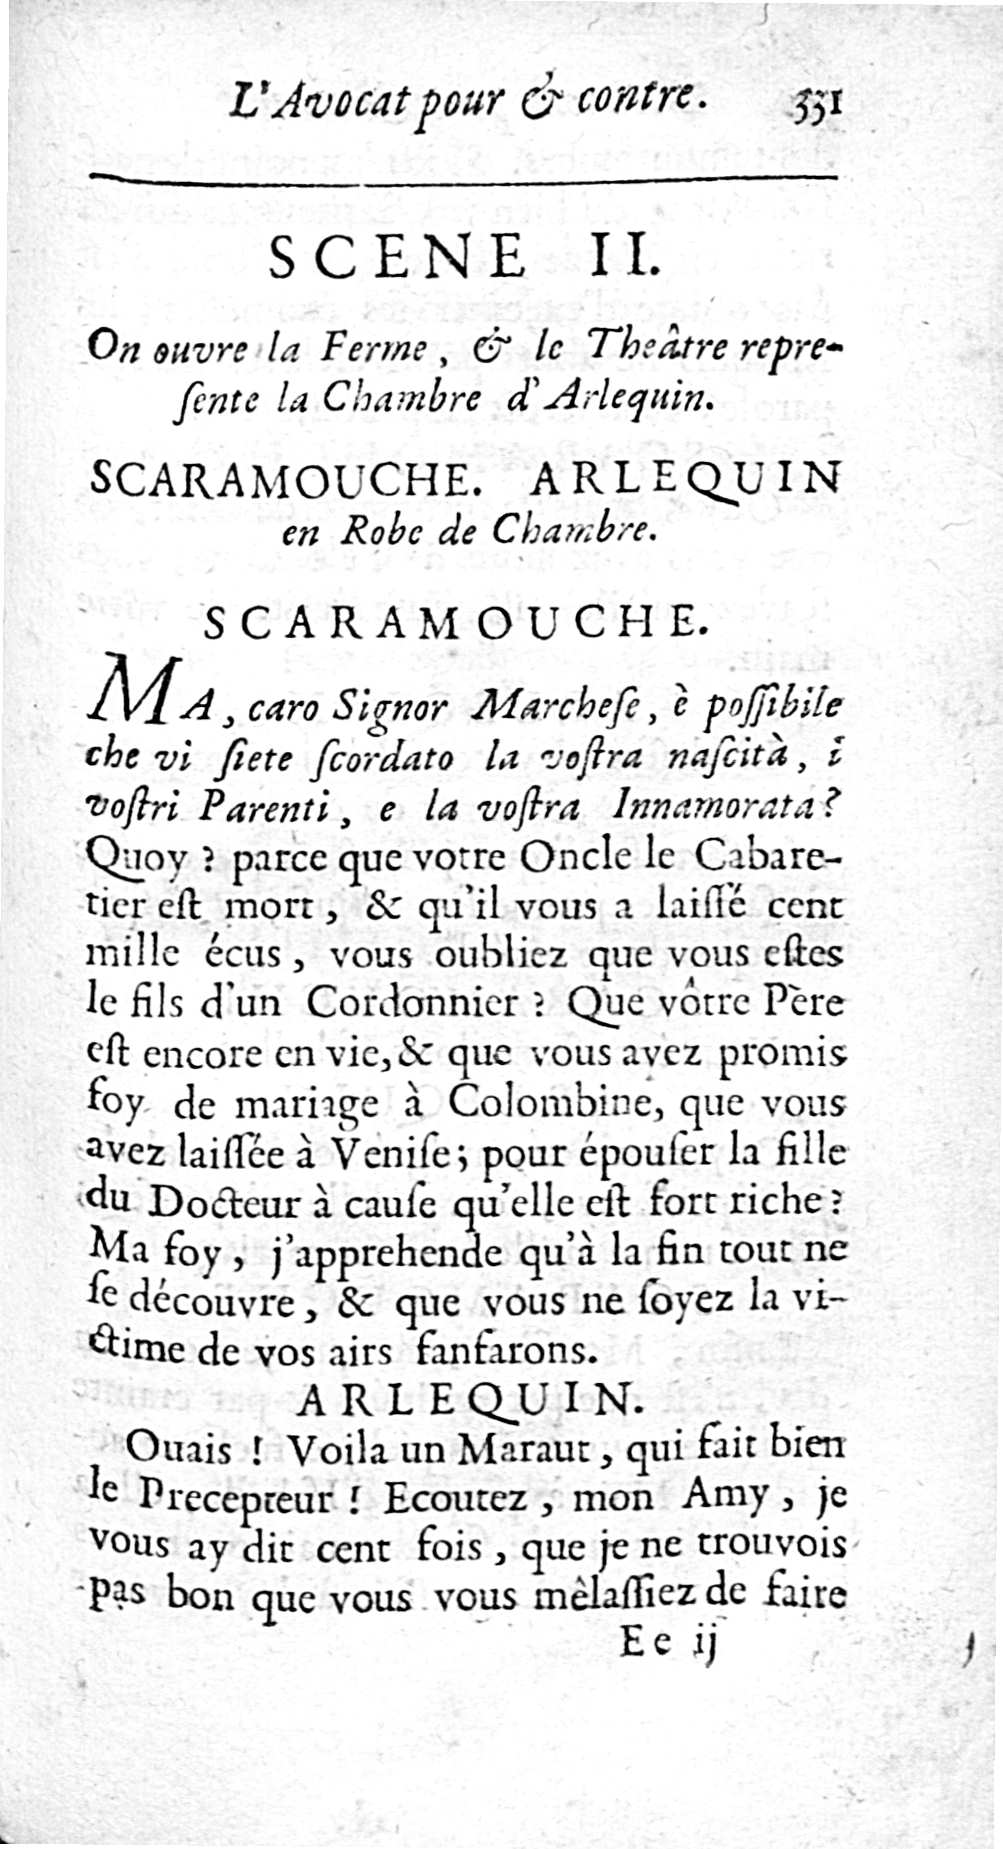 L'Avocat pour & contre. 331
SCENE II.
On ouvre la Ferme, & le Theâtre repre-
ſente la Chambre d'Arlequin.
SCARAMOUCHE. ARLEQUIN
en Robe de Chambre.
SCARAMOUCHE.
MA, caro Signor Marcheſe, è poſſibile
che vi ſiete ſcordato la voſtra naſcità, i
voſtri Parenti, e la voſtra Innamorata?
Quoy? parce que votre Oncle le Cabare-
tier eſt mort, & qu'il vous a laiſſé cent
mille écus, vous oubliez que vous eſtes
le fils d'un Cordonnier? Que vôtre Père
eſt encore en vie, & que vous avez promis
foy de mariage à Colombine, que vous
avez laiſſée à Veniſe; pour épouſer la fille
du Docteur à cauſe qu'elle eſt fort riche?
Ma foy, j'apprehende qu'à la fin tout ne
ſe découvre, & que vous ne ſoyez la vi-
ctime de vos airs fanfarons.
ARLEQUIN.
Ouais! Voila un Maraut, qui fait bien
le Precepteur! Ecoutez, mon Amy, je
vous ay dit cent fois, que je ne trouvois
pas bon que vous vous mêlaſſiez de faire
Ee ij